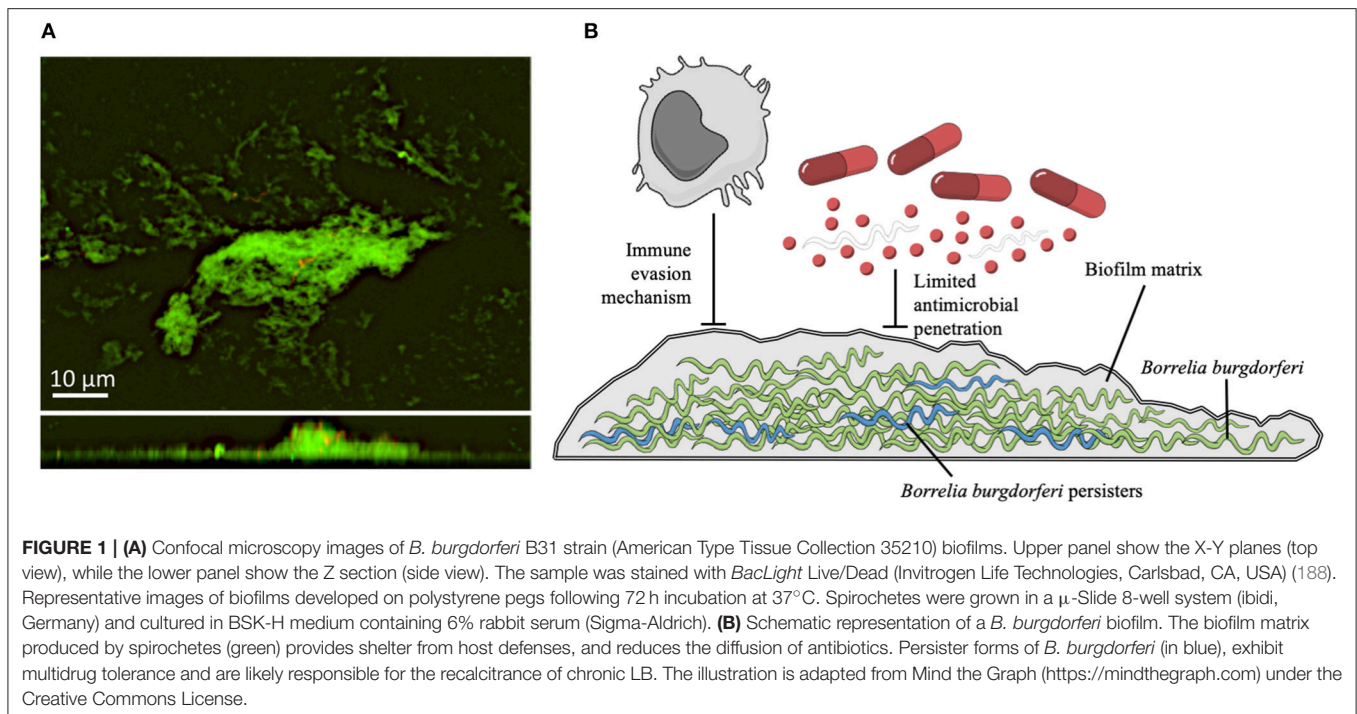 A
B
10 µm
Immune
evasion
mechanism
Limited
antimicrobial
penetration
Biofilm matrix
Borrelia burgdorferi
Borrelia burgdorferi persisters
FIGURE 1 | (A) Confocal microscopy images of B. burgdorferi B31 strain (American Type Tissue Collection 35210) biofilms. Upper panel show the X-Y planes (top
view), while the lower panel show the Z section (side view). The sample was stained with BacLight Live/Dead (Invitrogen Life Technologies, Carlsbad, CA, USA) (188).
Representative images of biofilms developed on polystyrene pegs following 72 h incubation at 37°C. Spirochetes were grown in a µ-Slide 8-well system (ibidi,
Germany) and cultured in BSK-H medium containing 6% rabbit serum (Sigma-Aldrich). (B) Schematic representation of a B. burgdorferi biofilm. The biofilm matrix
produced by spirochetes (green) provides shelter from host defenses, and reduces the diffusion of antibiotics. Persister forms of B. burgdorferi (in blue), exhibit
multidrug tolerance and are likely responsible for the recalcitrance of chronic LB. The illustration is adapted from Mind the Graph (https://mindthegraph.com) under the
Creative Commons License.